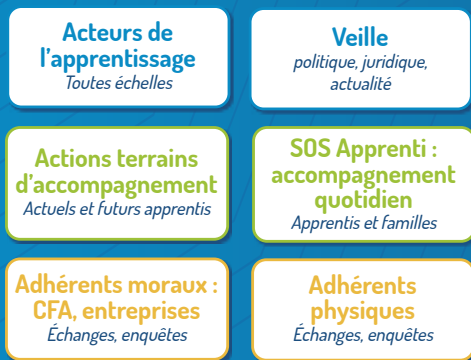 Acteurs de
l'apprentissage
Toutes échelles
Veille
politique, juridique,
actualité
Actions terrains
d'accompagnement
Actuels et futurs apprentis
SOS Apprenti :
accompagnement
quotidien
Apprentis et familles
Adhérents moraux :
CFA, entreprises
Échanges, enquêtes
Adhérents
physiques
Échanges, enquêtes